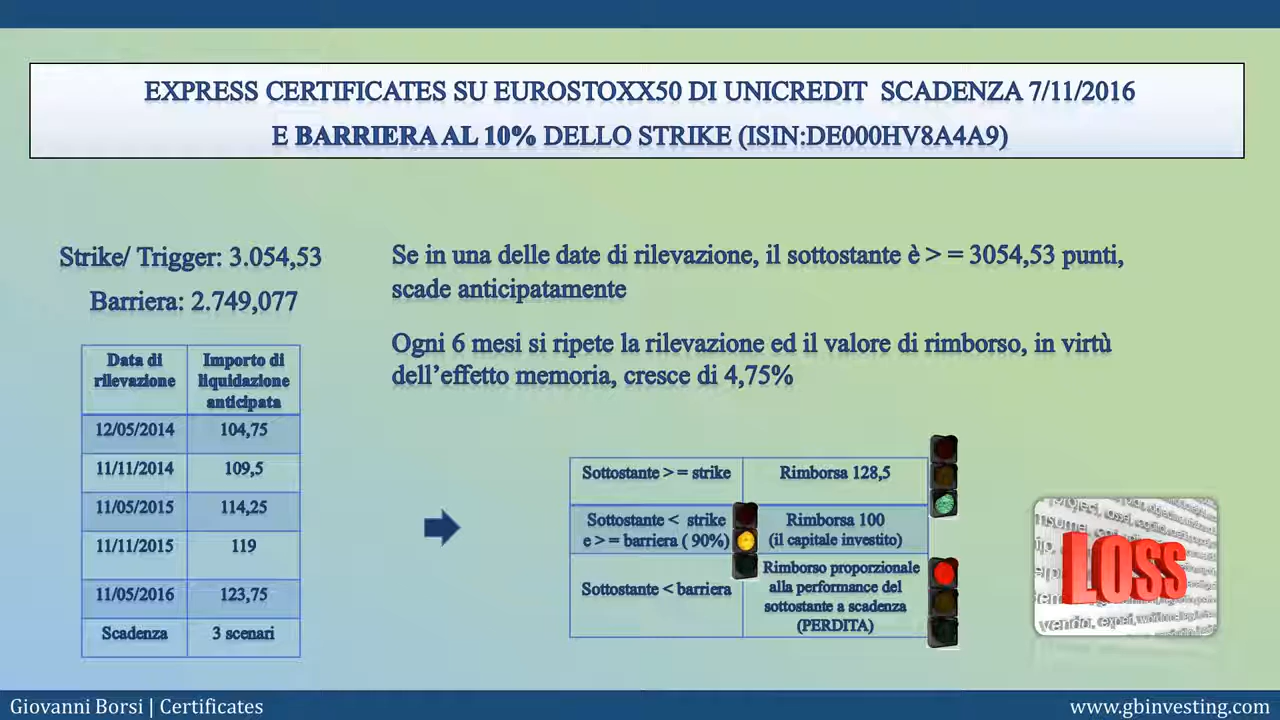 EXPRESS CERTIFICATES SU EUROSTOXX50 DI UNICREDIT SCADENZA 7/11/2016
E BARRIERA AL 10% DELLO STRIKE (ISIN:DE000HV8A4A9)
Strike/ Trigger: 3.054,53
Barriera: 2.749,077
Se in una delle date di rilevazione, il sottostante è > = 3054,53 punti,
scade anticipatamente
Ogni 6 mesi si ripete la rilevazione ed il valore di rimborso, in virtù
dell'effetto memoria, cresce di 4,75%
Data di rilevazione Importo di liquidazione anticipata
12/05/2014 104,75
11/11/2014 109,5
11/05/2015 114,25
11/11/2015 119
11/05/2016 123,75
Scadenza 3 scenari
Sottostante > = strike Rimborsa 128,5
Sottostante < strike Rimborsa 100
e > = barriera ( 90%) (il capitale investito)
Sottostante < barriera
Rimborso proporzionale
alla performance del
sottostante a scadenza
(PERDITA)
LOSS
vendo,
Giovanni Borsi | Certificates
www.gbinvesting.com